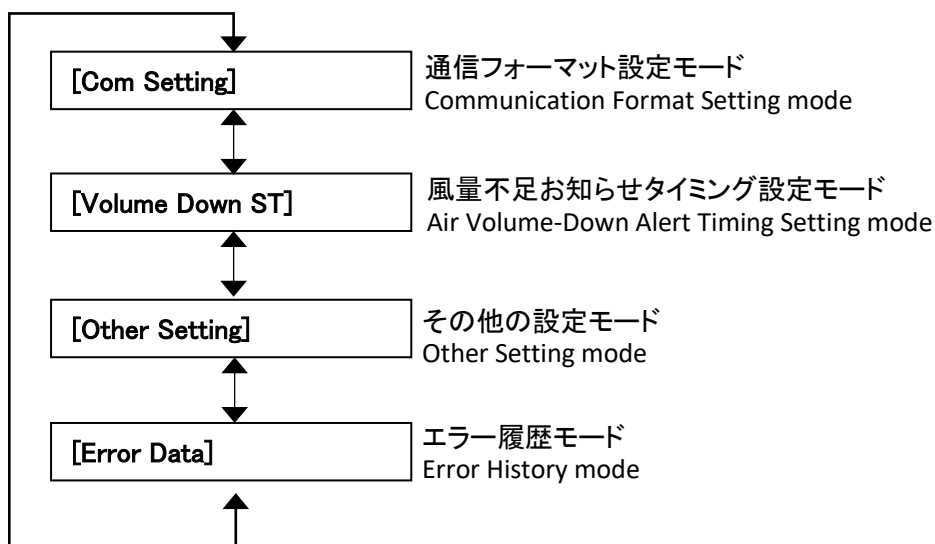 [Com Setting]
通信フォーマット設定モード
Communication Format Setting mode
[Volume Down ST]
風量不足お知らせタイミング設定モード
Air Volume-Down Alert Timing Setting mode
[Other Setting]
その他の設定モード
Other Setting mode
[Error Data]
エラー履歴モード
Error History mode